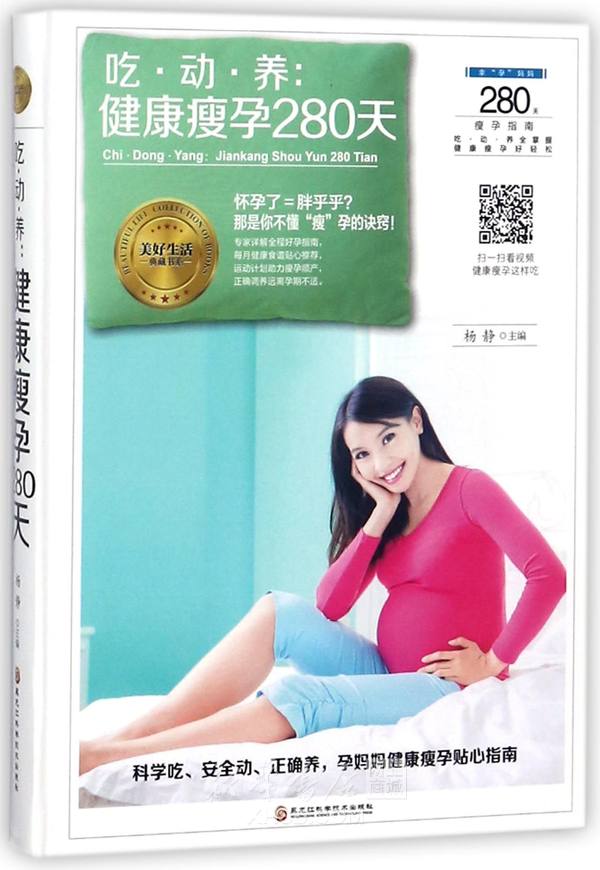 吃·动·养:
健康瘦孕280天
Chi·Dong·Yang: Jiankang Shou Yun 280 Tian
怀孕了=胖乎乎?
那是你不懂“瘦”孕的诀窍!
专家详解全程好孕指南,
每月健康食谱贴心推荐,
运动计划助力瘦孕顺产,
正确调养远离孕期不适。
BEAUTIFUL LIFE COLLECTION OF BOOKS
美好生活
典藏书系
幸“孕”妈妈
280天
瘦孕指南
吃·动·养全掌握
健康瘦孕好轻松
扫一扫看视频
健康瘦孕这样吃
杨静 ◎主编
科学吃、安全动、正确养,孕妈妈健康瘦孕贴心指南
黑龙江科学技术出版社
HEILONGJIANG SCIENCE AND TECHNOLOGY PRESS
吃·动·养:健康瘦孕280天
杨静 ◎主编
黑龙江科学技术出版社
网上
商城